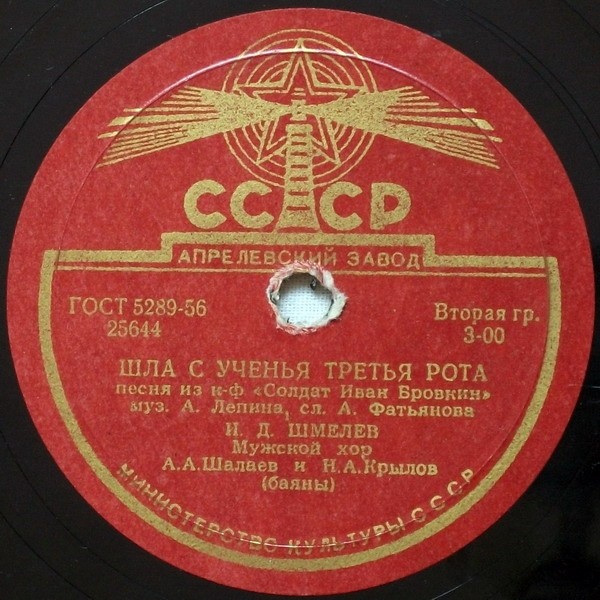 СССР
АПРЕЛЕВСКИЙ ЗАВОД
ГОСТ 5289-56
25644
Вторая гр.
3-00
ШЛА С УЧЕНЬЯ ТРЕТЬЯ РОТА
песня из к-ф «Солдат Иван Бровкин»
муз. А. Лепина, сл. А. Фатьянова
И. Д. ШМЕЛЕВ
Мужской хор
А.А.Шалаев и Н.А.Крылов
(баяны)
МИНИСТЕРСТВО КУЛЬТУРЫ СССР